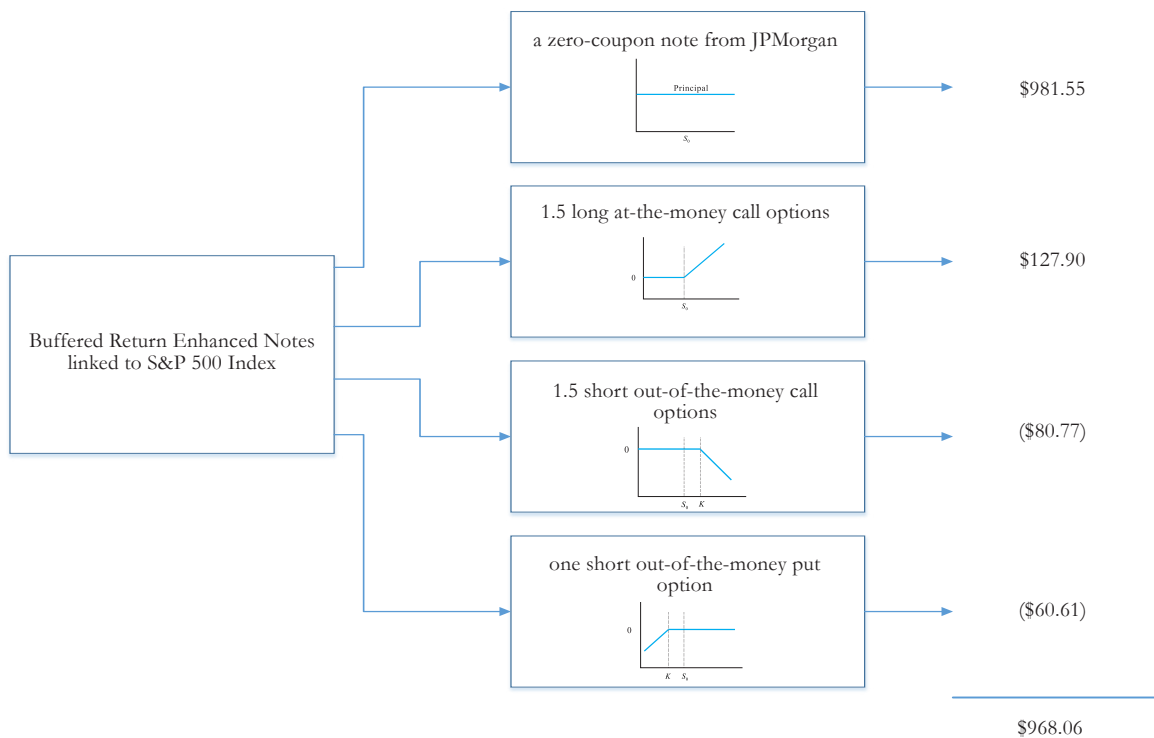 a zero-coupon note from JPMorgan
Principal
S₀
$981.55
1.5 long at-the-money call options
0
S₀
$127.90
Buffered Return Enhanced Notes
linked to S&P 500 Index
1.5 short out-of-the-money call
options
0
S₀ K
($80.77)
one short out-of-the-money put
option
0
K S₀
($60.61)
$968.06